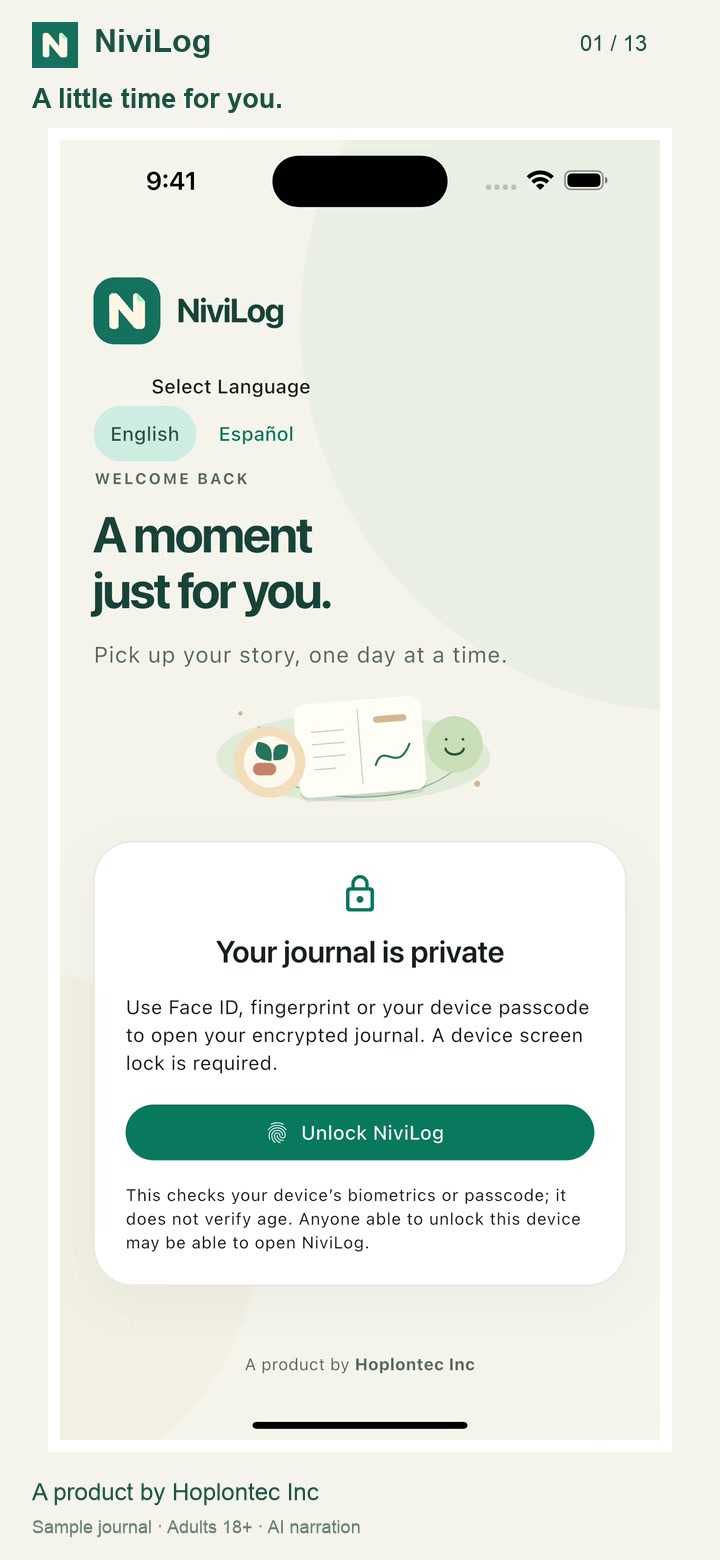 NiviLog
01 / 13
A little time for you.
9:41
NiviLog
Select Language
English Español
WELCOME BACK
A moment
just for you.
Pick up your story, one day at a time.
Your journal is private
Use Face ID, fingerprint or your device passcode
to open your encrypted journal. A device screen
lock is required.
Unlock NiviLog
This checks your device’s biometrics or passcode; it
does not verify age. Anyone able to unlock this device
may be able to open NiviLog.
A product by Hoplontec Inc
A product by Hoplontec Inc
Sample journal · Adults 18+ · AI narration